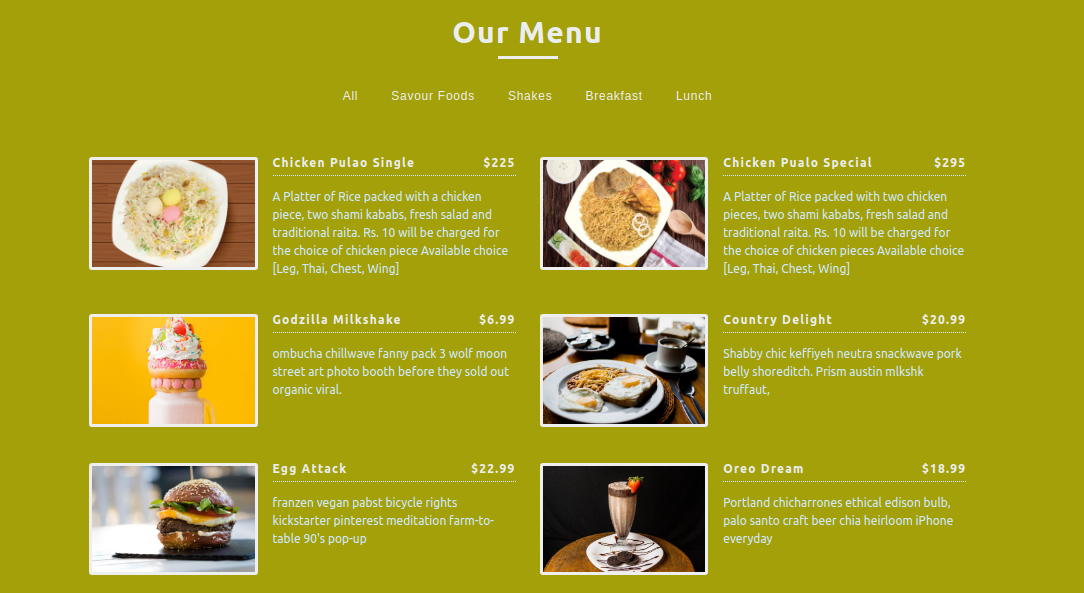 Our Menu
All Savour Foods Shakes Breakfast Lunch
Chicken Pulao Single $225
A Platter of Rice packed with a chicken
piece, two shami kababs, fresh salad and
traditional raita. Rs. 10 will be charged for
the choice of chicken piece Available choice
[Leg, Thai, Chest, Wing]
Chicken Pualo Special $295
A Platter of Rice packed with two chicken
pieces, two shami kababs, fresh salad and
traditional raita. Rs. 10 will be charged for
the choice of chicken pieces Available choice
[Leg, Thai, Chest, Wing]
Godzilla Milkshake $6.99
ombucha chillwave fanny pack 3 wolf moon
street art photo booth before they sold out
organic viral.
Country Delight $20.99
Shabby chic keffiyeh neutra snackwave pork
belly shoreditch. Prism austin mlkshk
truffaut,
Egg Attack $22.99
franzen vegan pabst bicycle rights
kickstarter pinterest meditation farm-to-
table 90's pop-up
Oreo Dream $18.99
Portland chicharrones ethical edison bulb,
palo santo craft beer chia heirloom iPhone
everyday